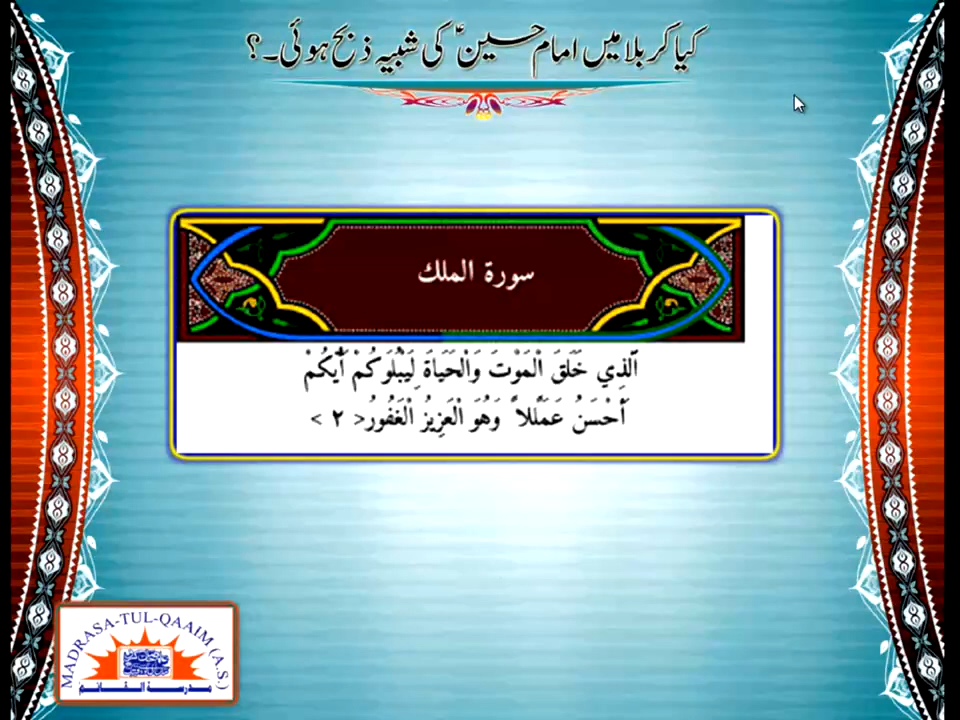 کیا کربلا میں امام حسینؑ کی شبیہ ذبح ہوئی۔؟
سورة الملك
الَّذِي خَلَقَ الْمَوْتَ وَالْحَيَاةَ لِيَبْلُوَكُمْ أَيُّكُمْ
أَحْسَنُ عَمَلًا وَهُوَ الْعَزِيزُ الْغَفُورُ< ٢ >
MADRASA-TUL-QAAIM (A.S.)
مدرسة القائم